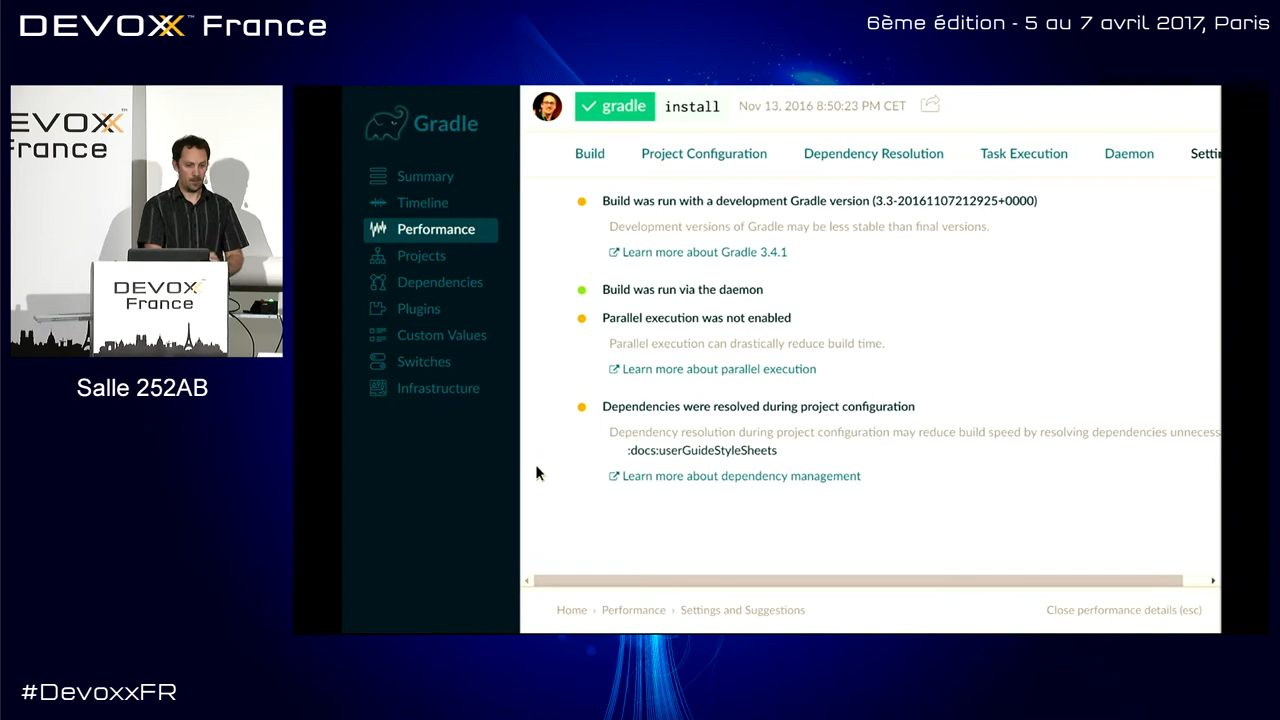 DEVOXX™ France
6ème édition - 5 au 7 avril 2017, Paris
EVOXX™
France
DEVOXX™
France
Salle 252AB
#DevoxxFR
Gradle
Summary
Timeline
Performance
Projects
Dependencies
Plugins
Custom Values
Switches
Infrastructure
gradle install Nov 13, 2016 8:50:23 PM CET
Build Project Configuration Dependency Resolution Task Execution Daemon Settin
Build was run with a development Gradle version (3.3-20161107212925+0000)
Development versions of Gradle may be less stable than final versions.
Learn more about Gradle 3.4.1
Build was run via the daemon
Parallel execution was not enabled
Parallel execution can drastically reduce build time.
Learn more about parallel execution
Dependencies were resolved during project configuration
Dependency resolution during project configuration may reduce build speed by resolving dependencies unnecess
:docs:userGuideStyleSheets
Learn more about dependency management
Home › Performance › Settings and Suggestions
Close performance details (esc)